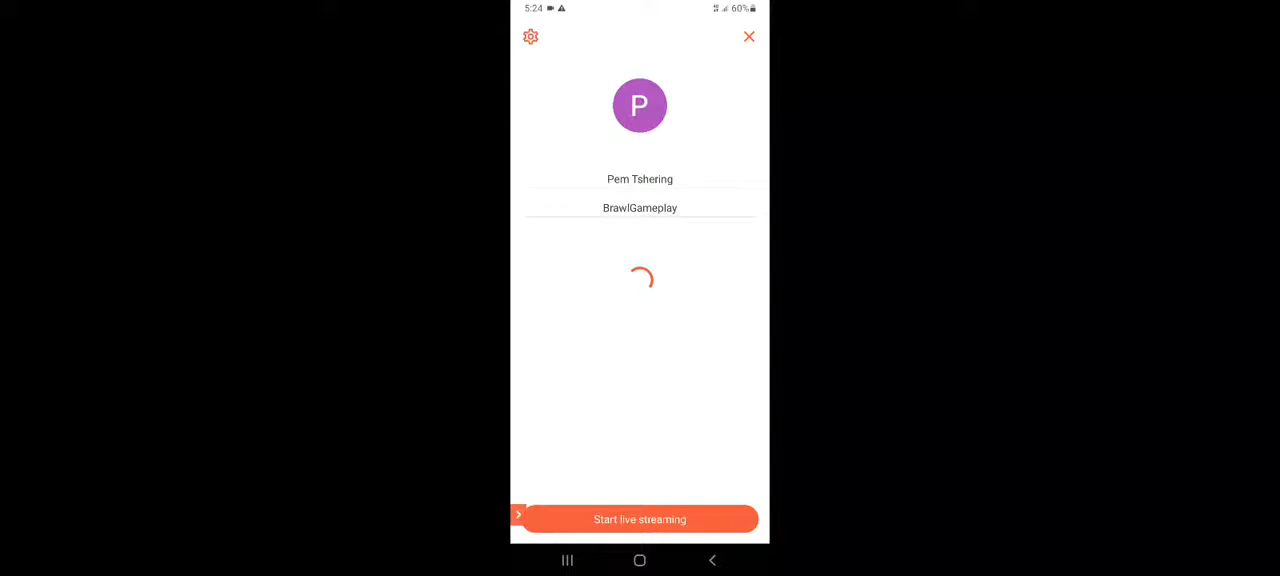 5:24
60%
P
Pem Tshering
BrawlGameplay
Start live streaming